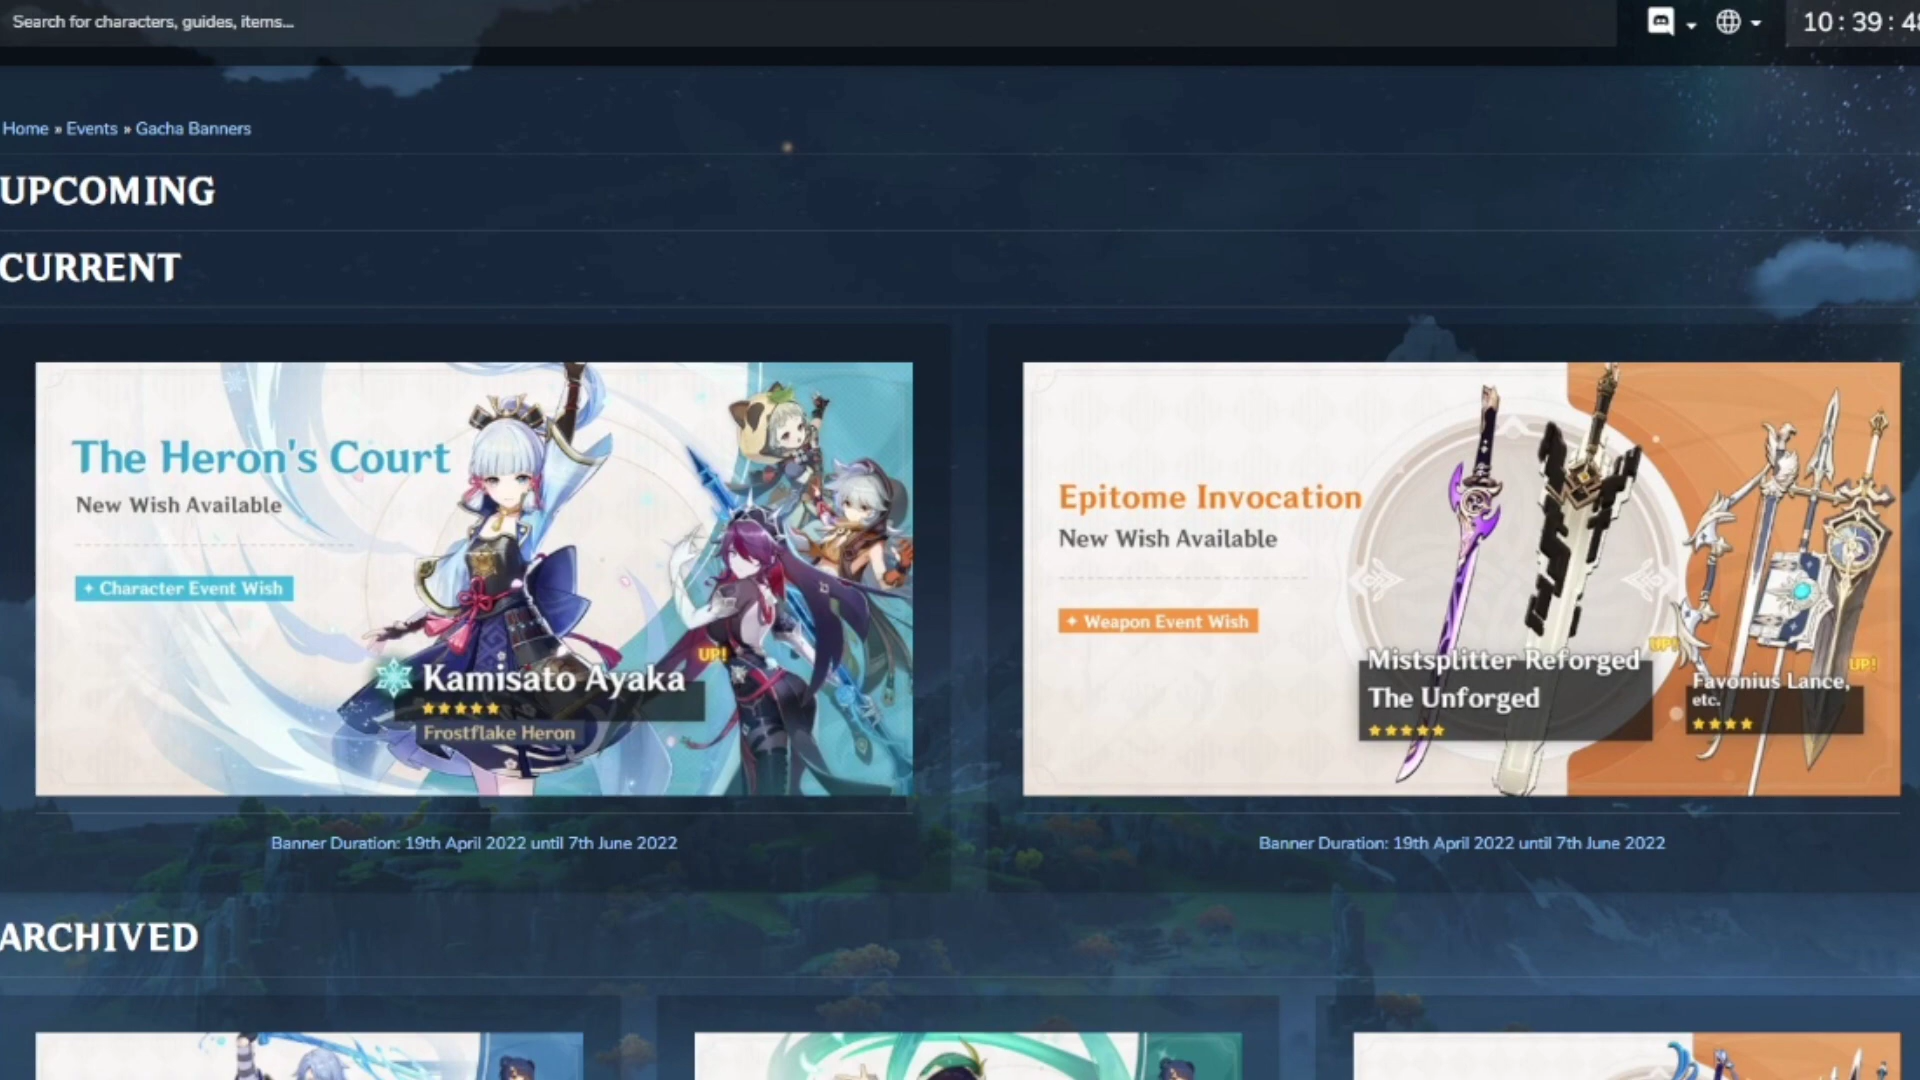 Search for characters, guides, items...
10 : 39 :
Home » Events » Gacha Banners
UPCOMING
CURRENT
The Heron's Court
New Wish Available
Character Event Wish
UP!
Kamisato Ayaka
Frostflake Heron
Banner Duration: 19th April 2022 until 7th June 2022
Epitome Invocation
New Wish Available
Weapon Event Wish
UP!
Mistsplitter Reforged
The Unforged
UP!
Favonius Lance,
etc.
Banner Duration: 19th April 2022 until 7th June 2022
ARCHIVED